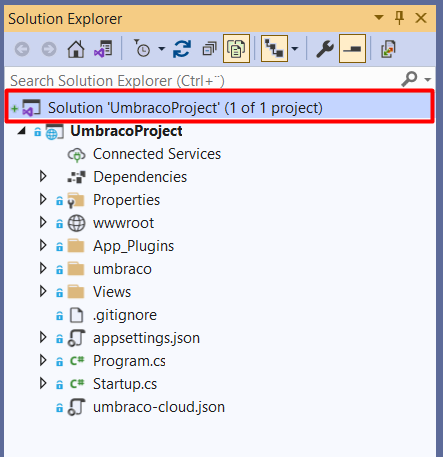 Solution Explorer
Search Solution Explorer (Ctrl+¨)
Solution 'UmbracoProject' (1 of 1 project)
UmbracoProject
Connected Services
Dependencies
Properties
wwwroot
App_Plugins
umbraco
Views
.gitignore
appsettings.json
C# Program.cs
C# Startup.cs
umbraco-cloud.json